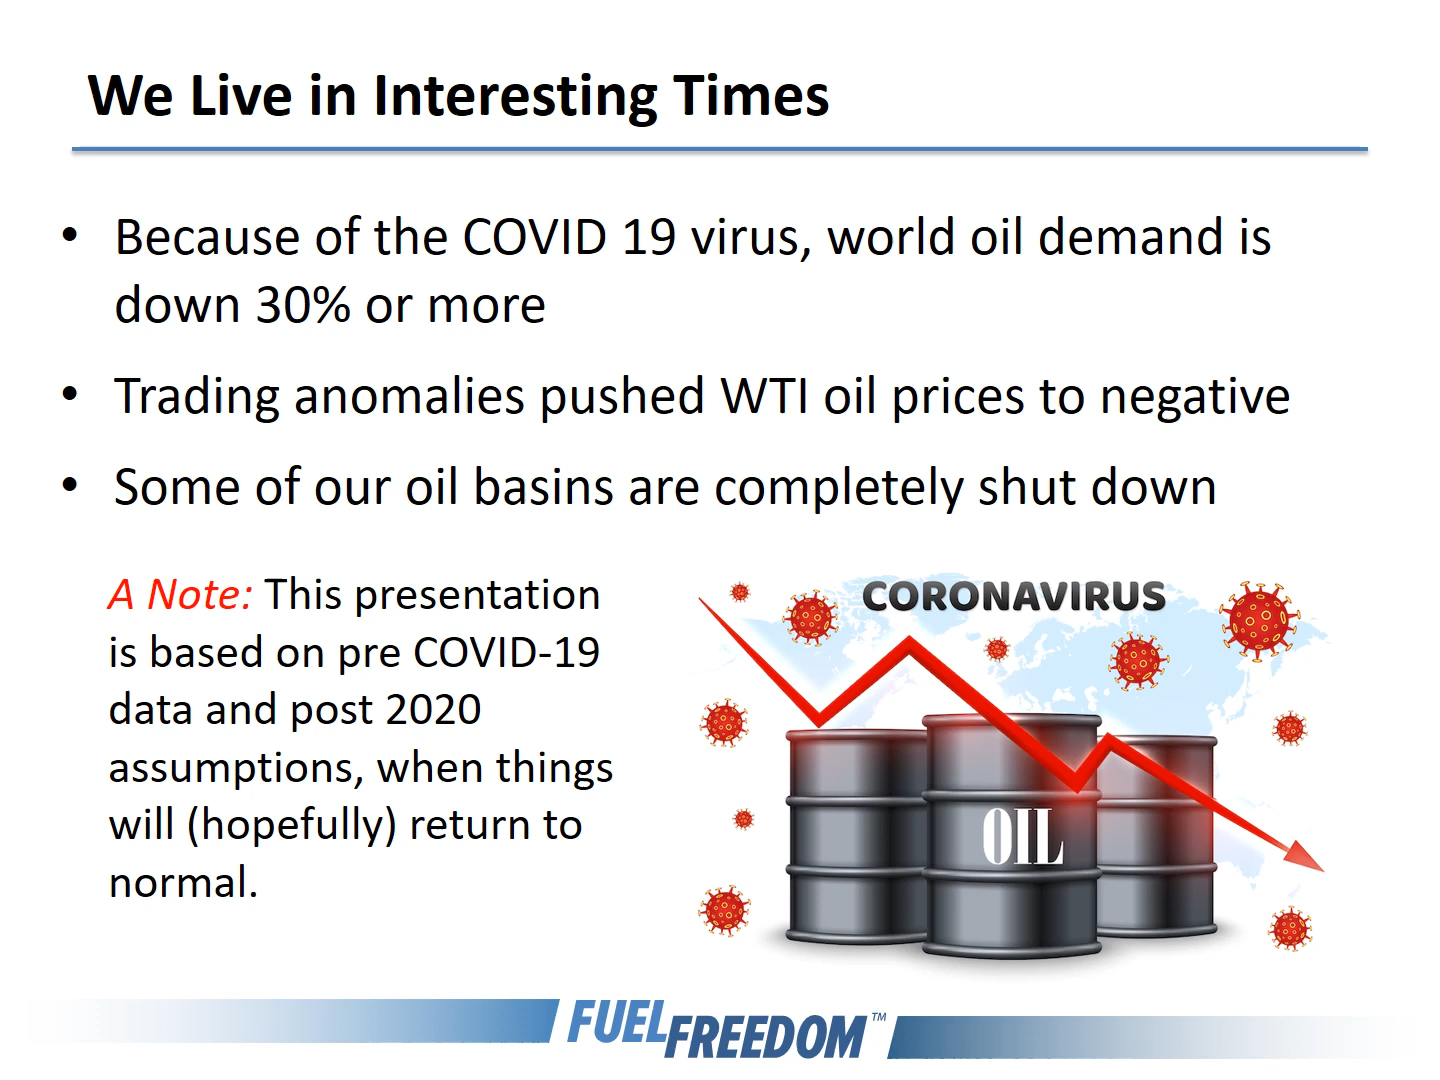 We Live in Interesting Times
• Because of the COVID 19 virus, world oil demand is
down 30% or more
• Trading anomalies pushed WTI oil prices to negative
• Some of our oil basins are completely shut down
A Note: This presentation
is based on pre COVID-19
data and post 2020
assumptions, when things
will (hopefully) return to
normal.
CORONAVIRUS
OIL
FUELFREEDOM™